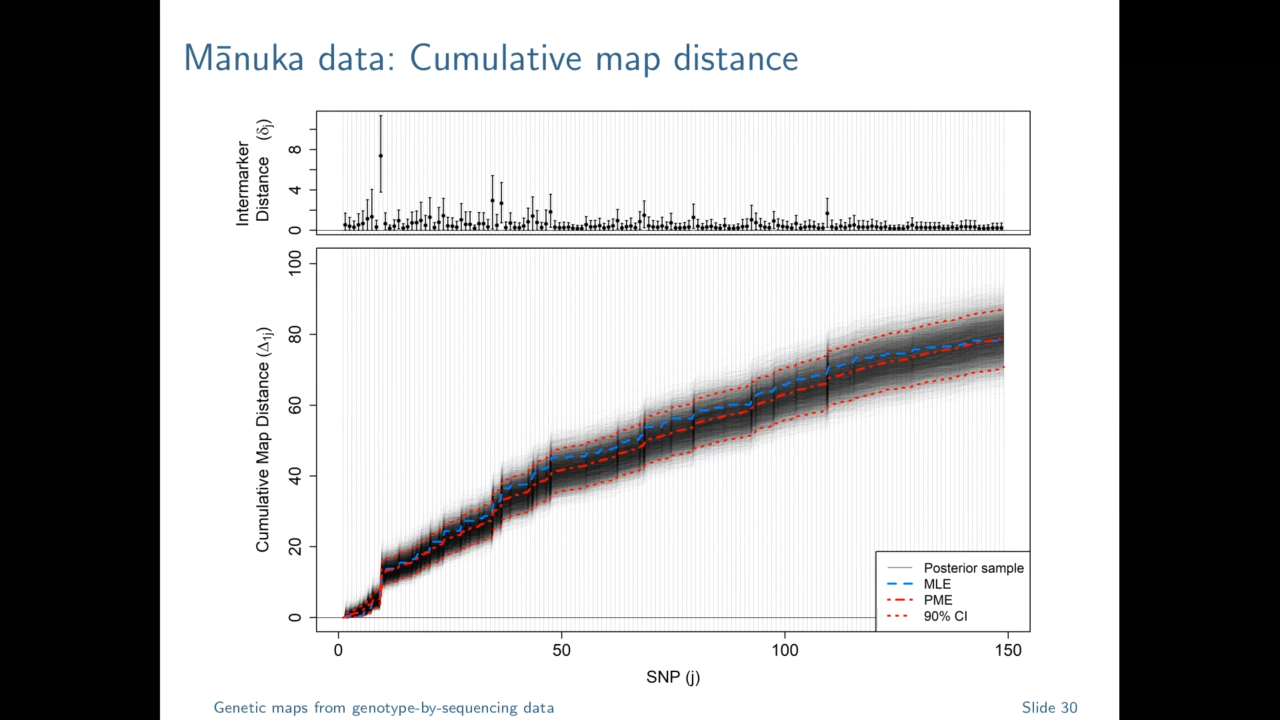 Mānuka data: Cumulative map distance
Intermarker
Distance (δj)
8
4
0
Cumulative Map Distance (Δ1j)
100
80
60
40
20
0
Posterior sample
MLE
PME
90% CI
0 50 100 150
SNP (j)
Genetic maps from genotype-by-sequencing data
Slide 30